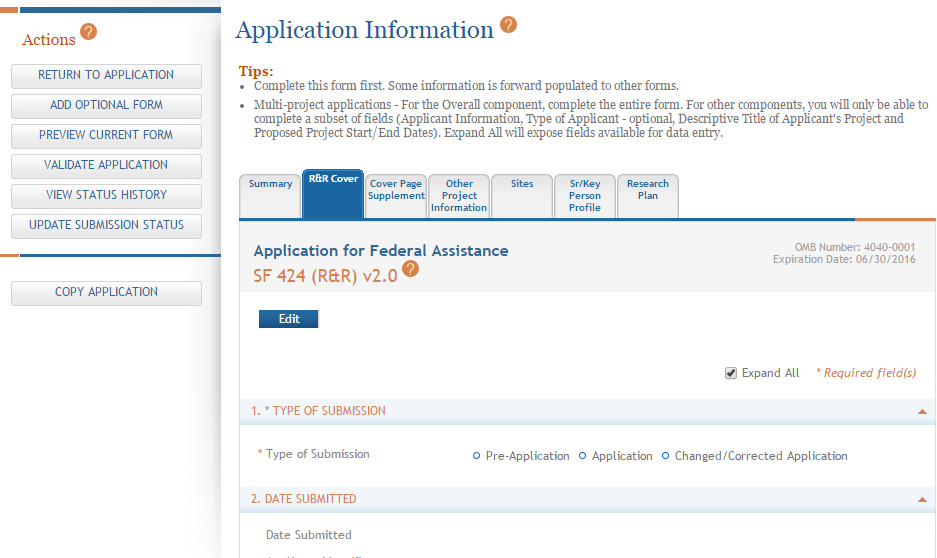 Actions ?
RETURN TO APPLICATION
ADD OPTIONAL FORM
PREVIEW CURRENT FORM
VALIDATE APPLICATION
VIEW STATUS HISTORY
UPDATE SUBMISSION STATUS
COPY APPLICATION
Application Information ?
Tips:
• Complete this form first. Some information is forward populated to other forms.
• Multi-project applications - For the Overall component, complete the entire form. For other components, you will only be able to
complete a subset of fields (Applicant Information, Type of Applicant - optional, Descriptive Title of Applicant's Project and
Proposed Project Start/End Dates). Expand All will expose fields available for data entry.
Summary
R&R Cover
Cover Page
Supplement
Other
Project
Information
Sites
Sr/Key
Person
Profile
Research
Plan
Application for Federal Assistance
SF 424 (R&R) v2.0 ?
OMB Number: 4040-0001
Expiration Date: 06/30/2016
Edit
Expand All * Required field(s)
1. * TYPE OF SUBMISSION
* Type of Submission
Pre-Application Application Changed/Corrected Application
2. DATE SUBMITTED
Date Submitted